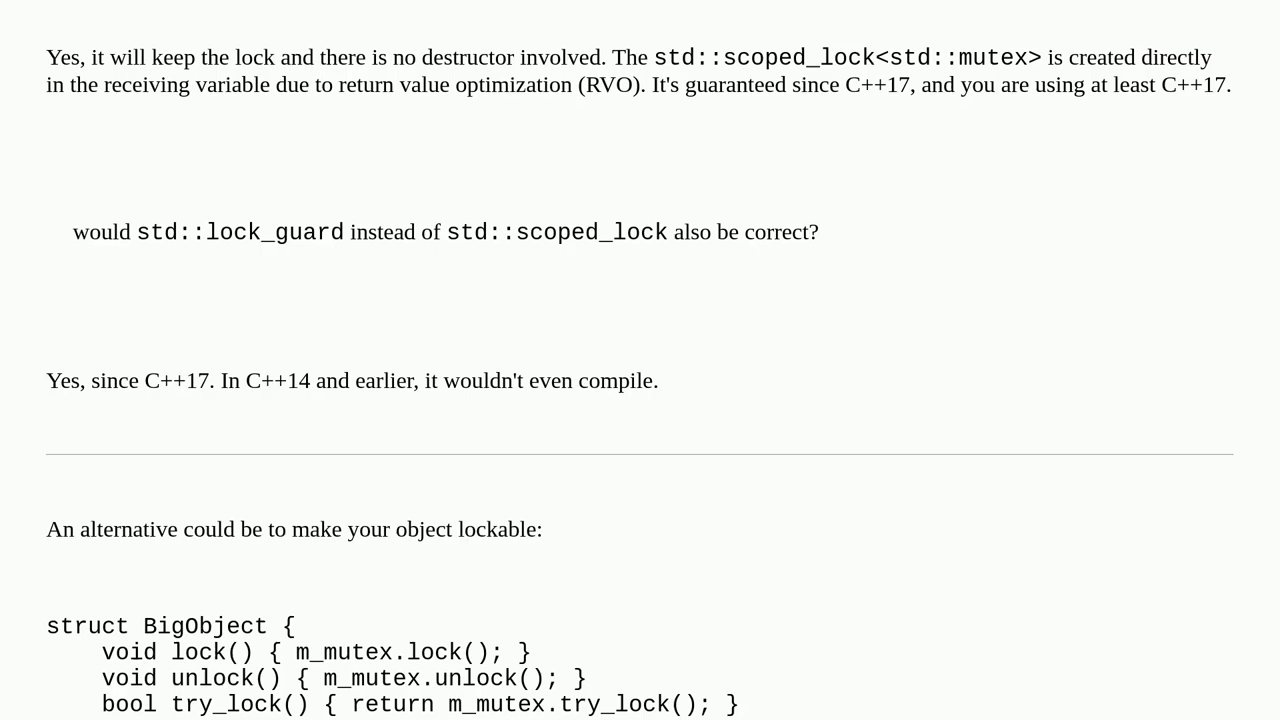 Yes, it will keep the lock and there is no destructor involved. The std::scoped_lock<std::mutex> is created directly
in the receiving variable due to return value optimization (RVO). It's guaranteed since C++17, and you are using at least C++17.
would std::lock_guard instead of std::scoped_lock also be correct?
Yes, since C++17. In C++14 and earlier, it wouldn't even compile.
An alternative could be to make your object lockable:
struct BigObject {
    void lock() { m_mutex.lock(); }
    void unlock() { m_mutex.unlock(); }
    bool try_lock() { return m_mutex.try_lock(); }